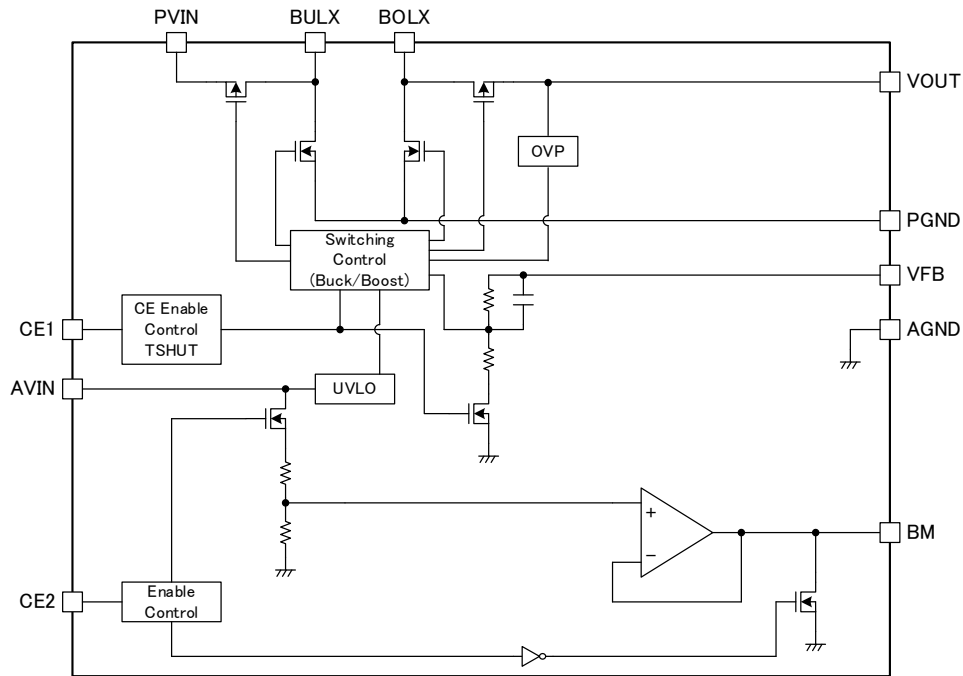 PVIN
BULX
BOLX
VOUT
OVP
PGND
Switching
Control
(Buck/Boost)
VFB
CE1
CE Enable
Control
TSHUT
AGND
AVIN
UVLO
+
−
BM
CE2
Enable
Control